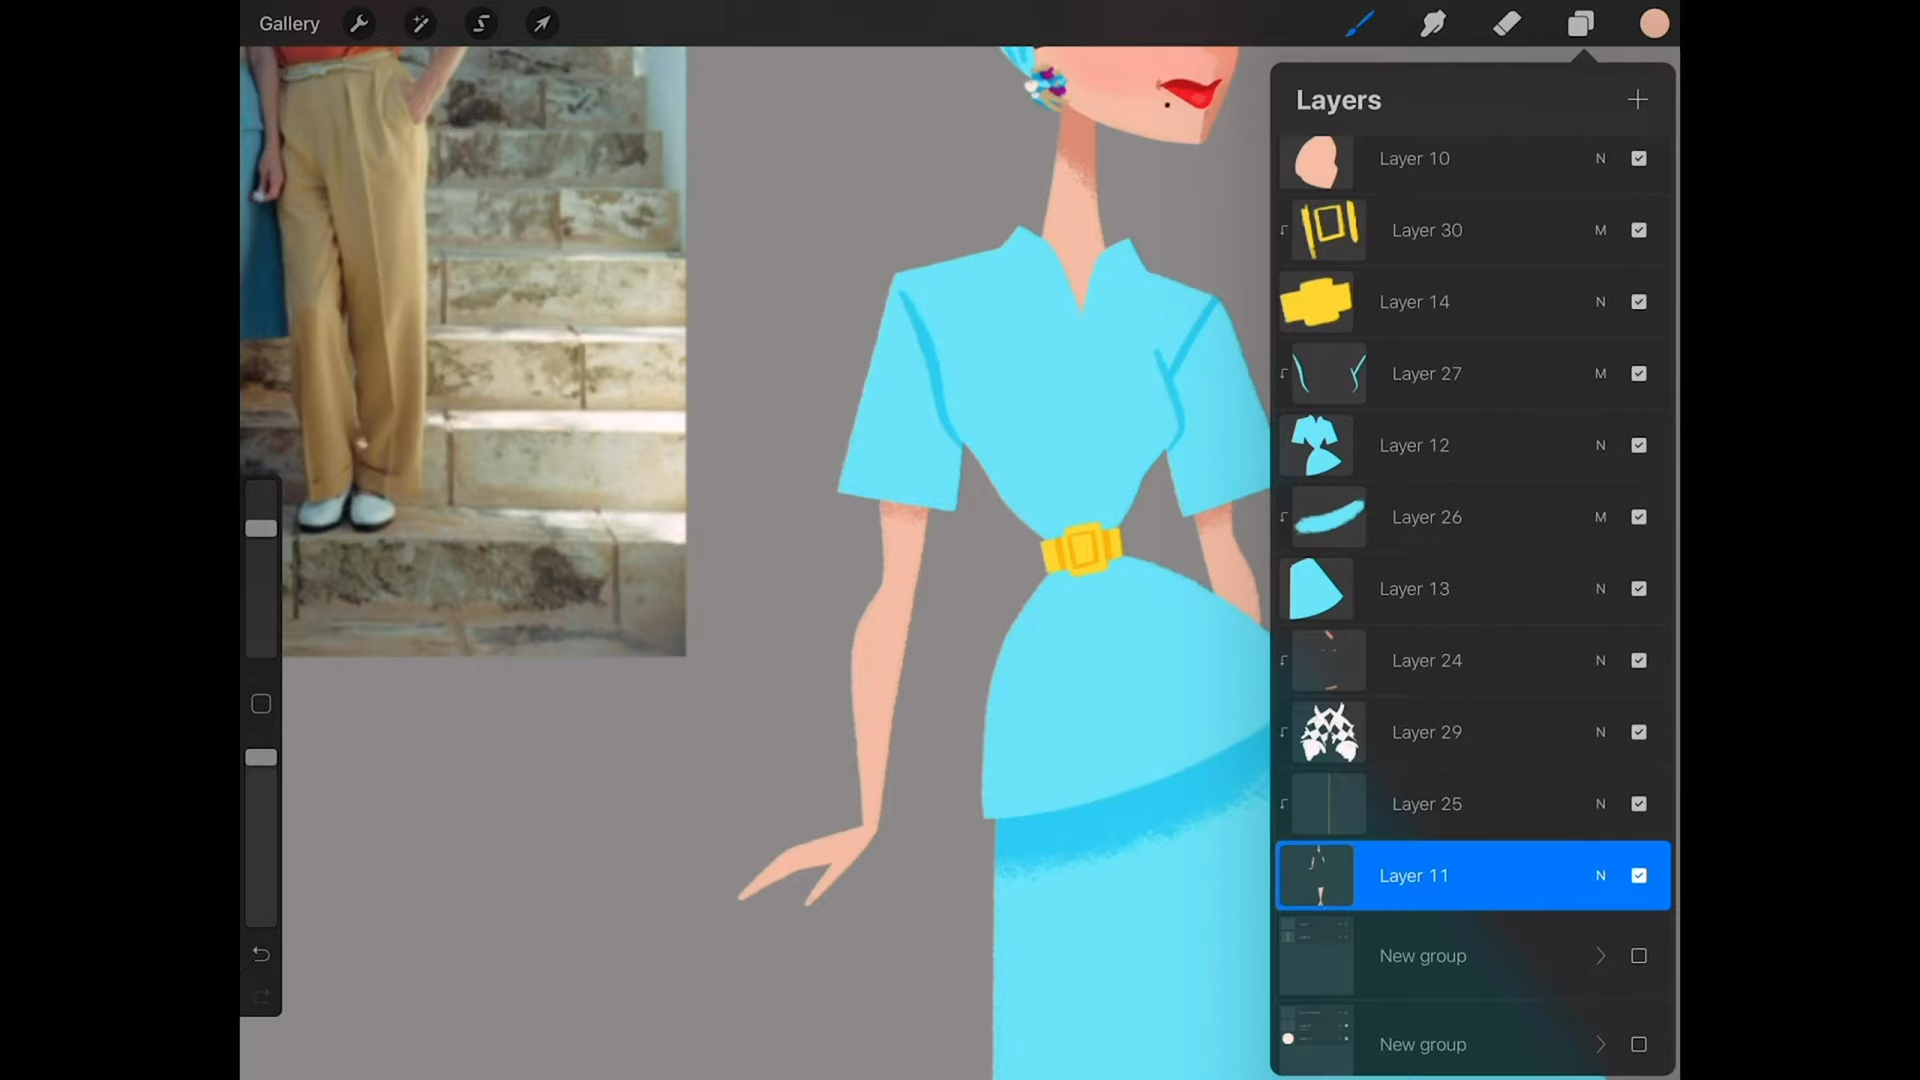 Gallery
Layers
Layer 10 N
Layer 30 M
Layer 14 N
Layer 27 M
Layer 12 N
Layer 26 M
Layer 13 N
Layer 24 N
Layer 29 N
Layer 25 N
Layer 11 N
New group
New group